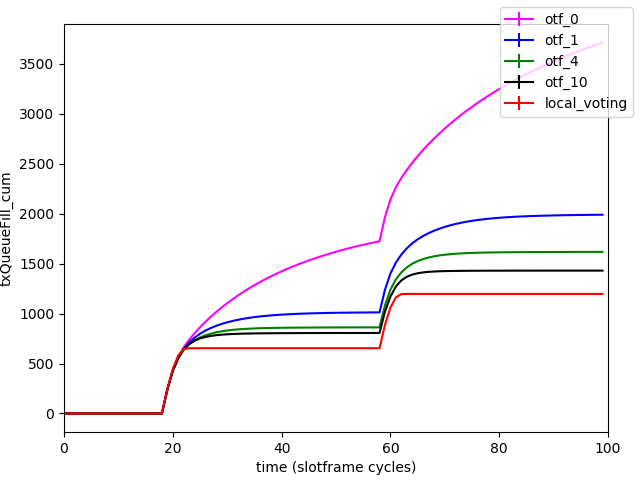 otf_0
otf_1
otf_4
otf_10
local_voting
txQueueFill_cum
3500
3000
2500
2000
1500
1000
500
0
0 20 40 60 80 100
time (slotframe cycles)